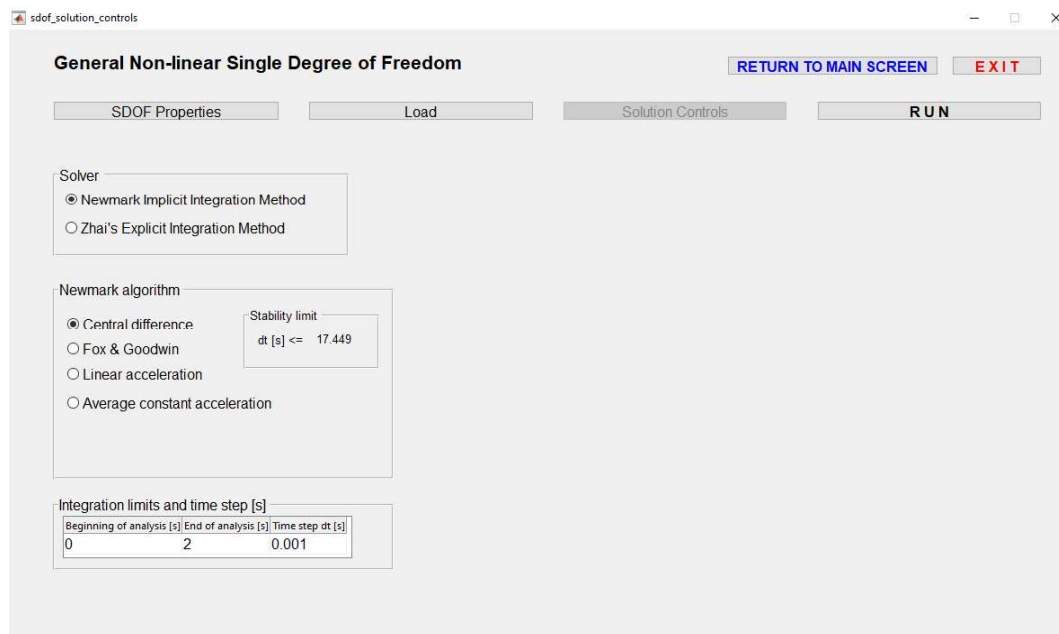 sdof_solution_controls
General Non-linear Single Degree of Freedom
RETURN TO MAIN SCREEN
E X I T
SDOF Properties
Load
Solution Controls
R U N
Solver
Newmark Implicit Integration Method
Zhai's Explicit Integration Method
Newmark algorithm
Central difference
Fox & Goodwin
Linear acceleration
Average constant acceleration
Stability limit
dt [s] <= 17.449
Integration limits and time step [s]
Beginning of analysis [s] End of analysis [s] Time step dt [s]
0 2 0.001